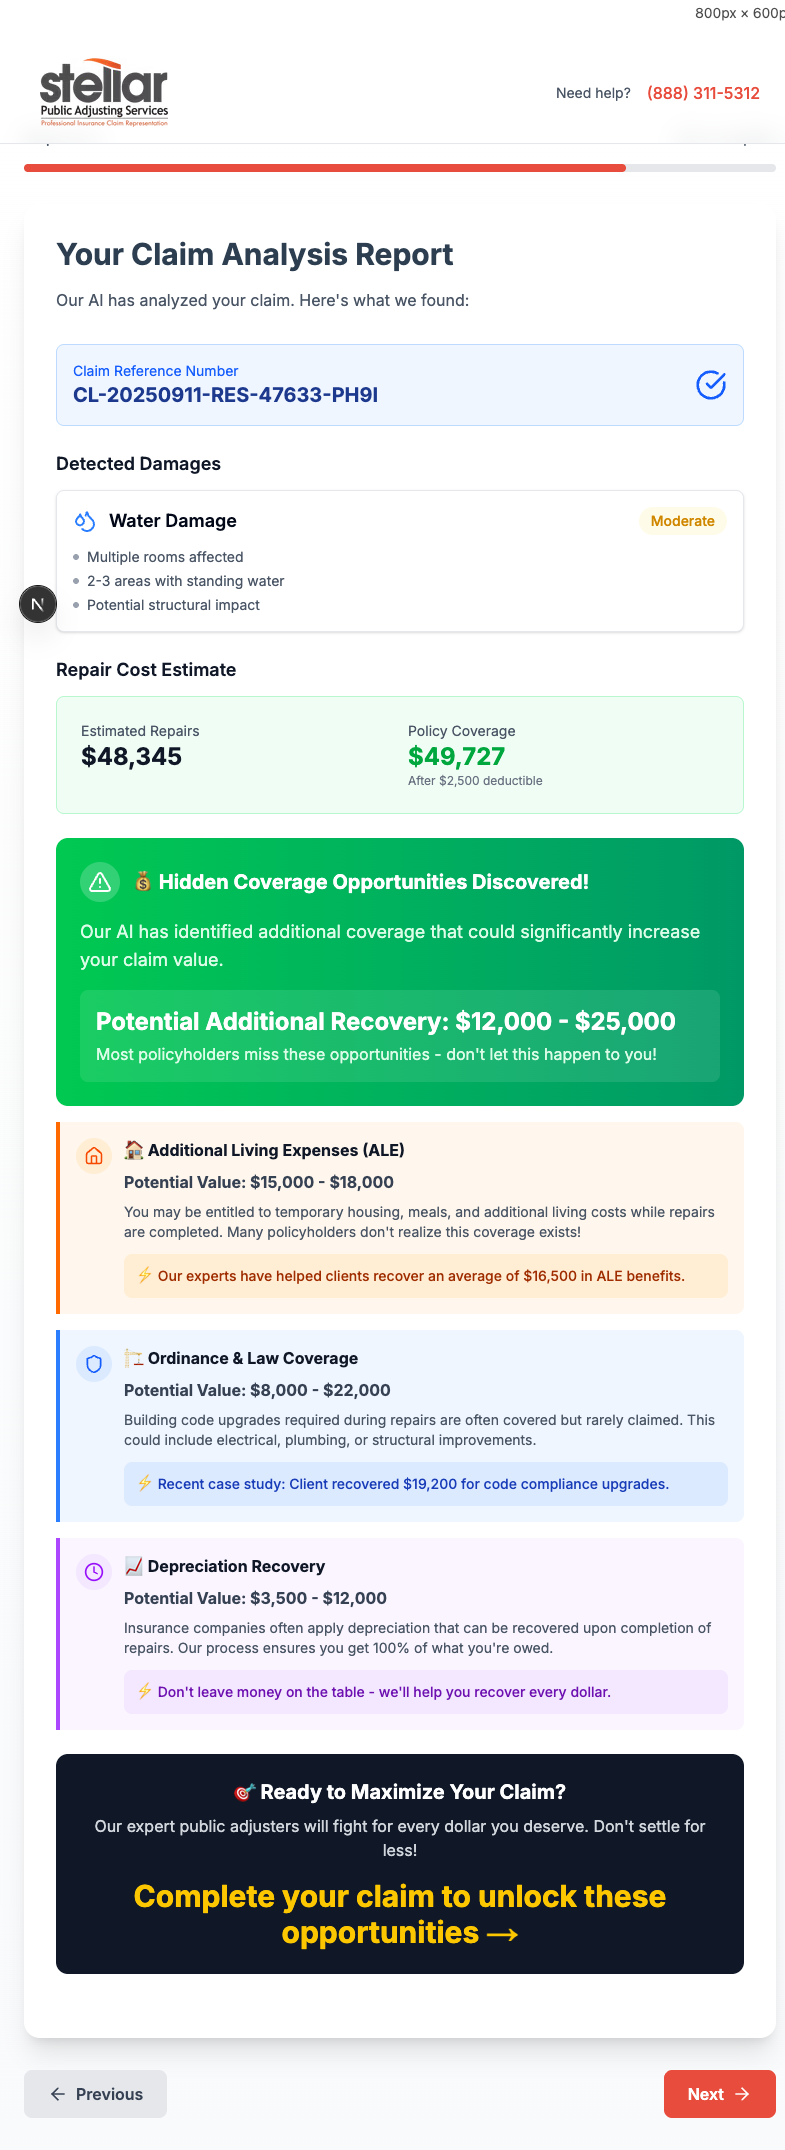 800px × 600p
stellar
Public Adjusting Services
Professional Insurance Claim Representation
Need help? (888) 311-5312
Your Claim Analysis Report
Our AI has analyzed your claim. Here's what we found:
Claim Reference Number
CL-20250911-RES-47633-PH9I
Detected Damages
Water Damage
Moderate
Multiple rooms affected
2-3 areas with standing water
Potential structural impact
N
Repair Cost Estimate
Estimated Repairs
$48,345
Policy Coverage
$49,727
After $2,500 deductible
💰 Hidden Coverage Opportunities Discovered!
Our AI has identified additional coverage that could significantly increase
your claim value.
Potential Additional Recovery: $12,000 - $25,000
Most policyholders miss these opportunities - don't let this happen to you!
🏠 Additional Living Expenses (ALE)
Potential Value: $15,000 - $18,000
You may be entitled to temporary housing, meals, and additional living costs while repairs
are completed. Many policyholders don't realize this coverage exists!
⚡ Our experts have helped clients recover an average of $16,500 in ALE benefits.
🏗️ Ordinance & Law Coverage
Potential Value: $8,000 - $22,000
Building code upgrades required during repairs are often covered but rarely claimed. This
could include electrical, plumbing, or structural improvements.
⚡ Recent case study: Client recovered $19,200 for code compliance upgrades.
📈 Depreciation Recovery
Potential Value: $3,500 - $12,000
Insurance companies often apply depreciation that can be recovered upon completion of
repairs. Our process ensures you get 100% of what you're owed.
⚡ Don't leave money on the table - we'll help you recover every dollar.
🎯 Ready to Maximize Your Claim?
Our expert public adjusters will fight for every dollar you deserve. Don't settle for
less!
Complete your claim to unlock these
opportunities →
← Previous
Next →